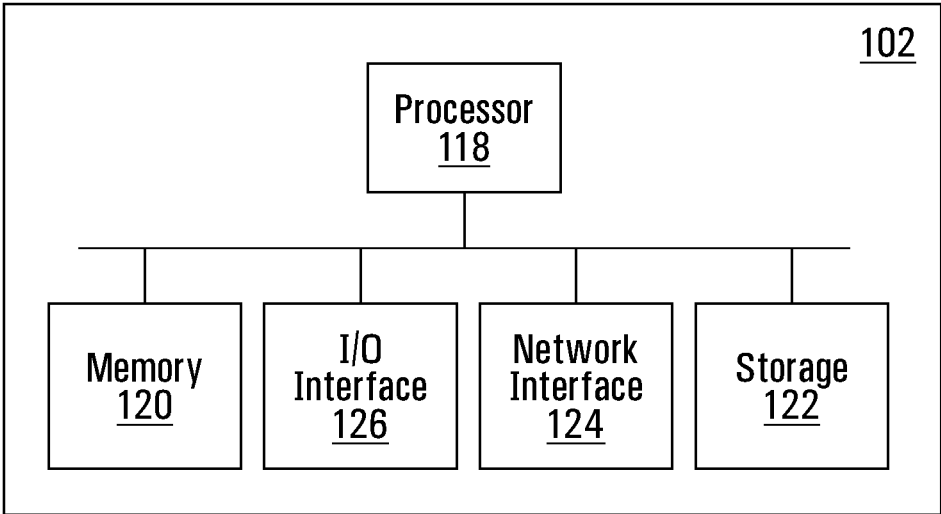 102
Processor
118
Memory
120
I/O
Interface
126
Network
Interface
124
Storage
122